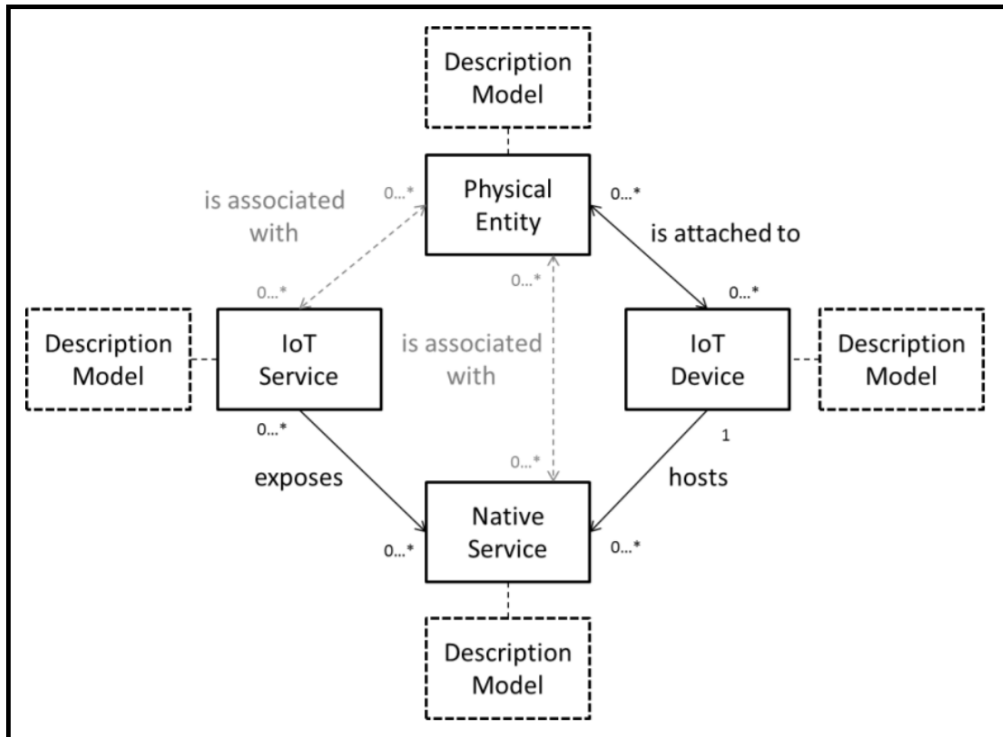 Description
Model
0...*
Physical
Entity
0...*
is associated
with
is attached to
0...*
0...*
0...*
Description
Model
IoT
Service
is associated
with
IoT
Device
Description
Model
0...*
1
0...*
exposes
hosts
Native
Service
0...*
0...*
Description
Model